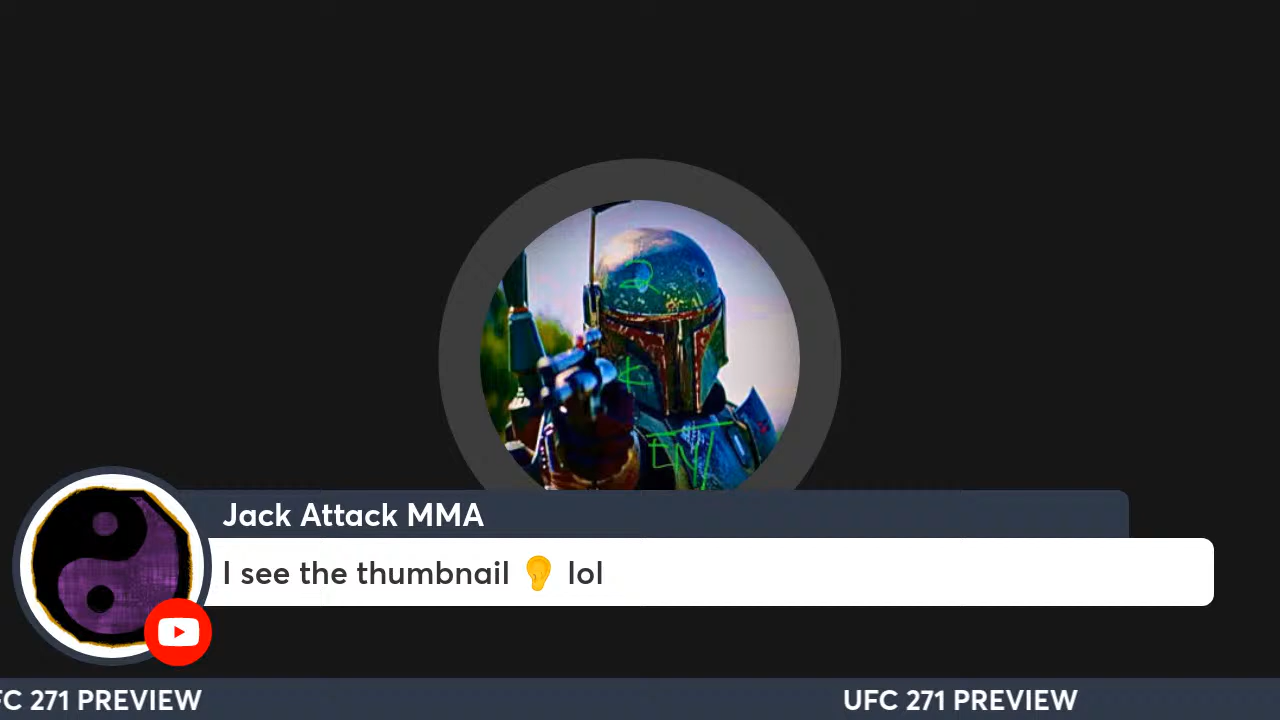 Jack Attack MMA
I see the thumbnail 👂 lol
FC 271 PREVIEW
UFC 271 PREVIEW